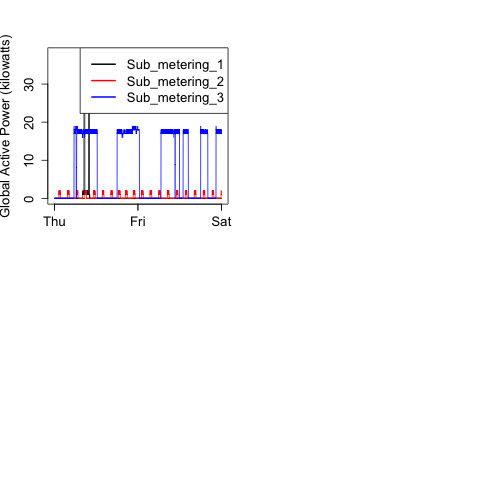 Sub_metering_1
Sub_metering_2
Sub_metering_3
Global Active Power (kilowatts)
30
20
10
0
Thu Fri Sat